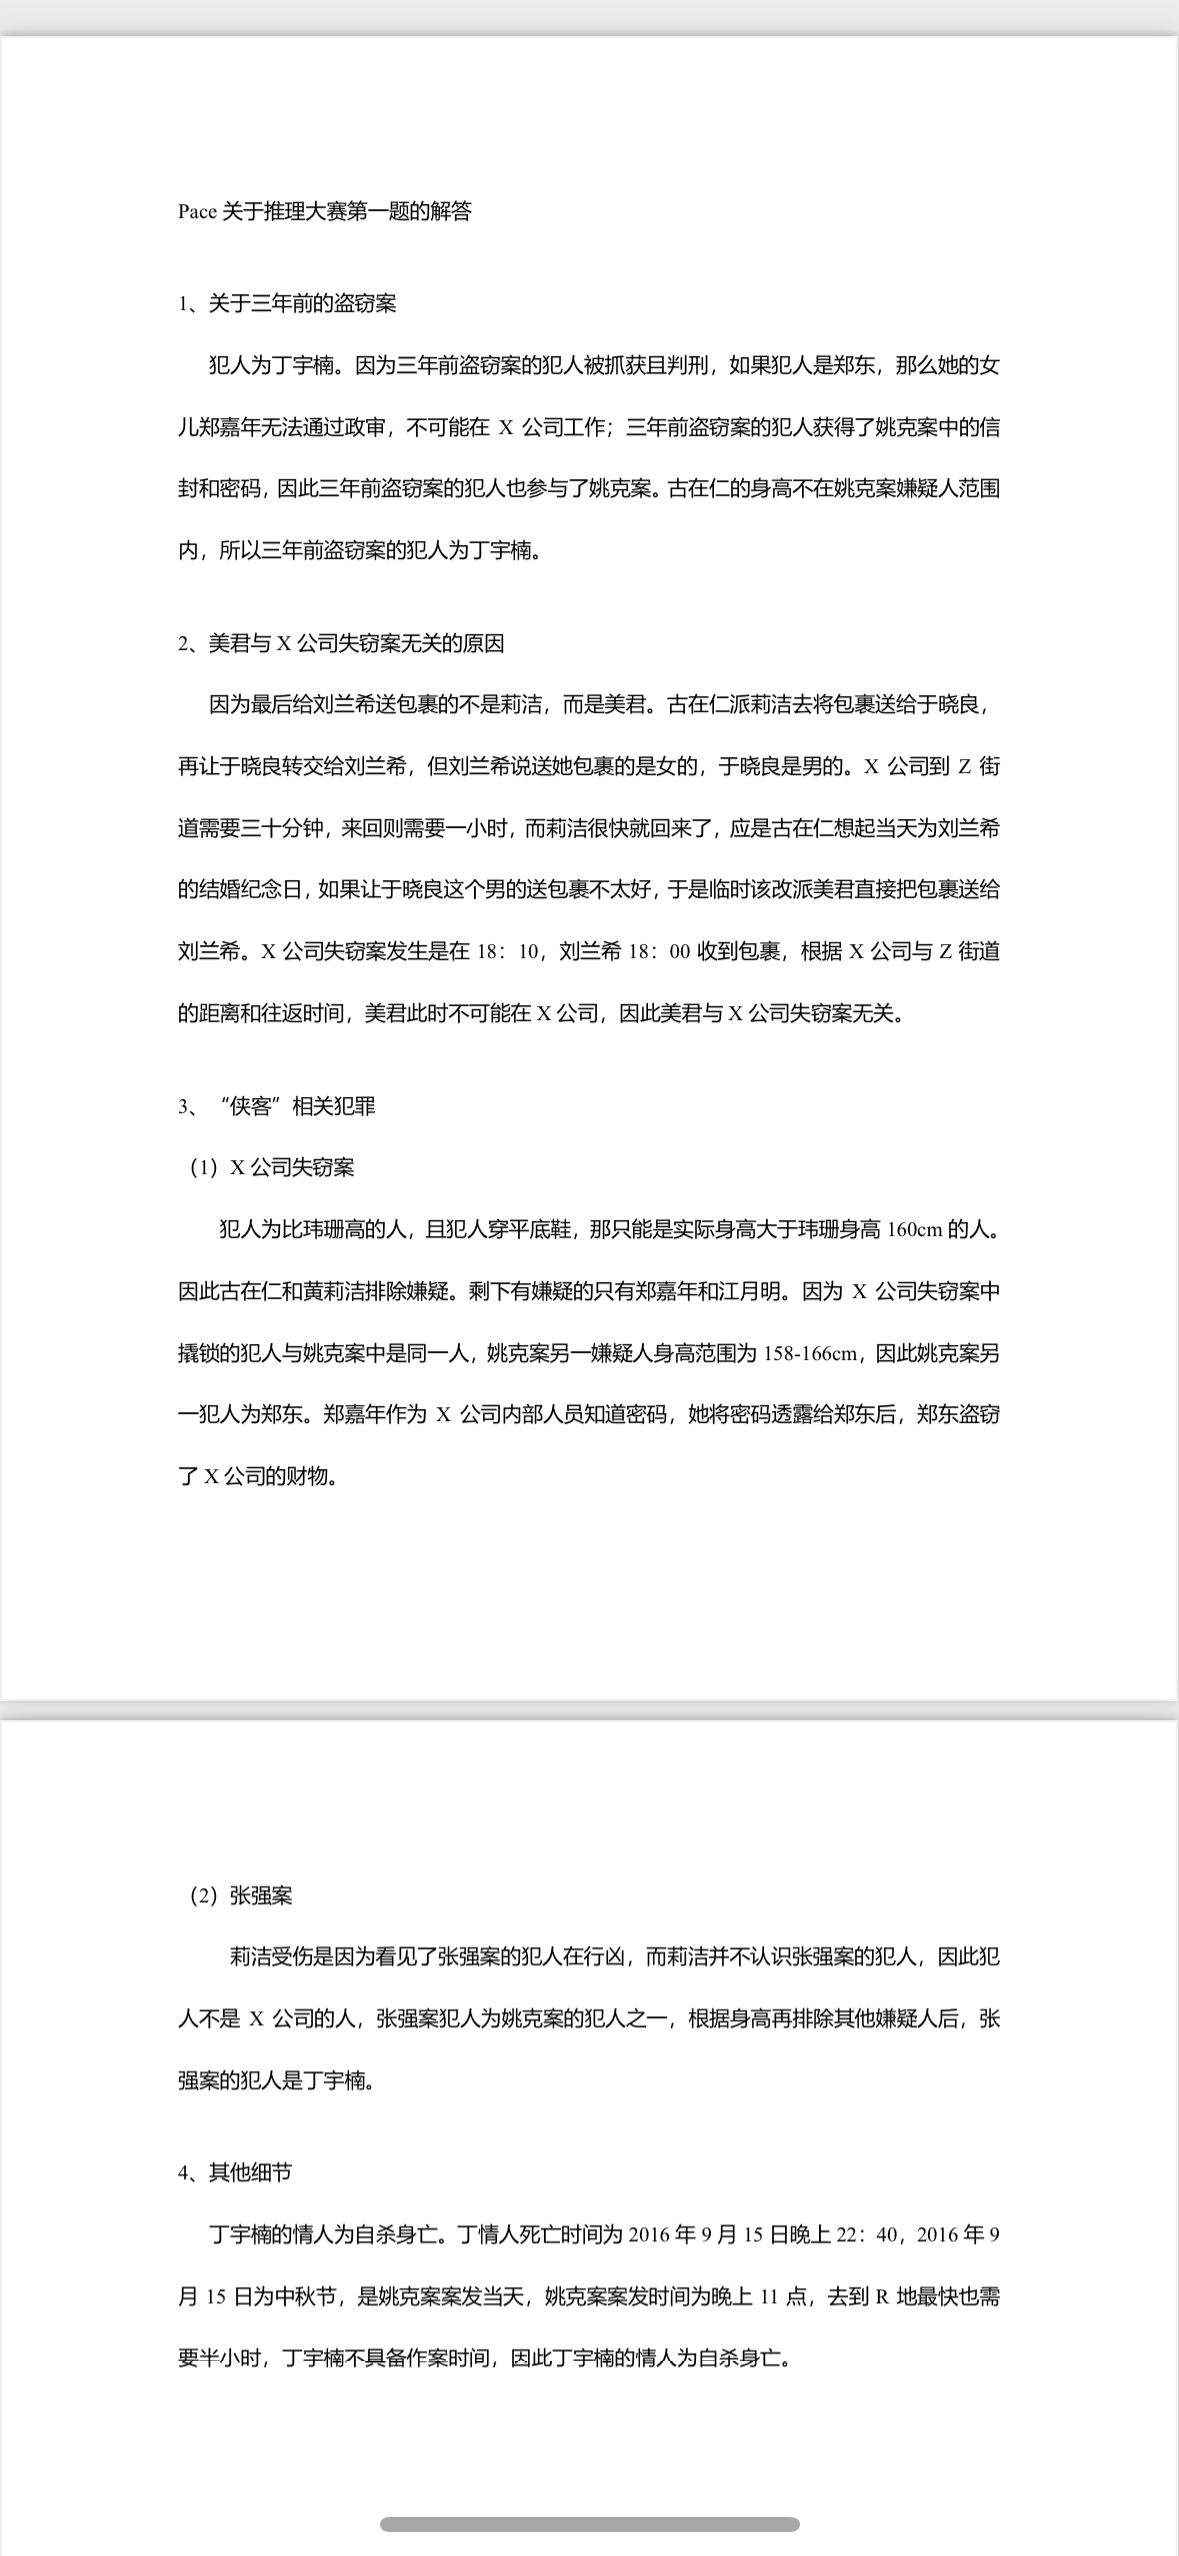 Pace 关于推理大赛第一题的解答
1、关于三年前的盗窃案
犯人为丁宇楠。因为三年前盗窃案的犯人被抓获且判刑，如果犯人是郑东，那么她的女
儿郑嘉年无法通过政审，不可能在 X 公司工作；三年前盗窃案的犯人获得了姚克案中的信
封和密码，因此三年前盗窃案的犯人也参与了姚克案。古在仁的身高不在姚克案嫌疑人范围
内，所以三年前盗窃案的犯人为丁宇楠。
2、美君与 X 公司失窃案无关的原因
因为最后给刘兰希送包裹的不是莉洁，而是美君。古在仁派莉洁去将包裹送给于晓良，
再让于晓良转交给刘兰希，但刘兰希说送她包裹的是女的，于晓良是男的。X 公司到 Z 街
道需要三十分钟，来回则需要一小时，而莉洁很快就回来了，应是古在仁想起当天为刘兰希
的结婚纪念日，如果让于晓良这个男的送包裹不太好，于是临时该改派美君直接把包裹送给
刘兰希。X 公司失窃案发生是在 18：10，刘兰希 18：00 收到包裹，根据 X 公司与 Z 街道
的距离和往返时间，美君此时不可能在 X 公司，因此美君与 X 公司失窃案无关。
3、“侠客”相关犯罪
（1）X 公司失窃案
犯人为比玮珊高的人，且犯人穿平底鞋，那只能是实际身高大于玮珊身高 160cm 的人。
因此古在仁和黄莉洁排除嫌疑。剩下有嫌疑的只有郑嘉年和江月明。因为 X 公司失窃案中
撬锁的犯人与姚克案中是同一人，姚克案另一嫌疑人身高范围为 158-166cm，因此姚克案另
一犯人为郑东。郑嘉年作为 X 公司内部人员知道密码，她将密码透露给郑东后，郑东盗窃
了 X 公司的财物。
（2）张强案
莉洁受伤是因为看见了张强案的犯人在行凶，而莉洁并不认识张强案的犯人，因此犯
人不是 X 公司的人，张强案犯人为姚克案的犯人之一，根据身高再排除其他嫌疑人后，张
强案的犯人是丁宇楠。
4、其他细节
丁宇楠的情人为自杀身亡。丁情人死亡时间为 2016 年 9 月 15 日晚上 22：40，2016 年 9
月 15 日为中秋节，是姚克案案发当天，姚克案案发时间为晚上 11 点，去到 R 地最快也需
要半小时，丁宇楠不具备作案时间，因此丁宇楠的情人为自杀身亡。